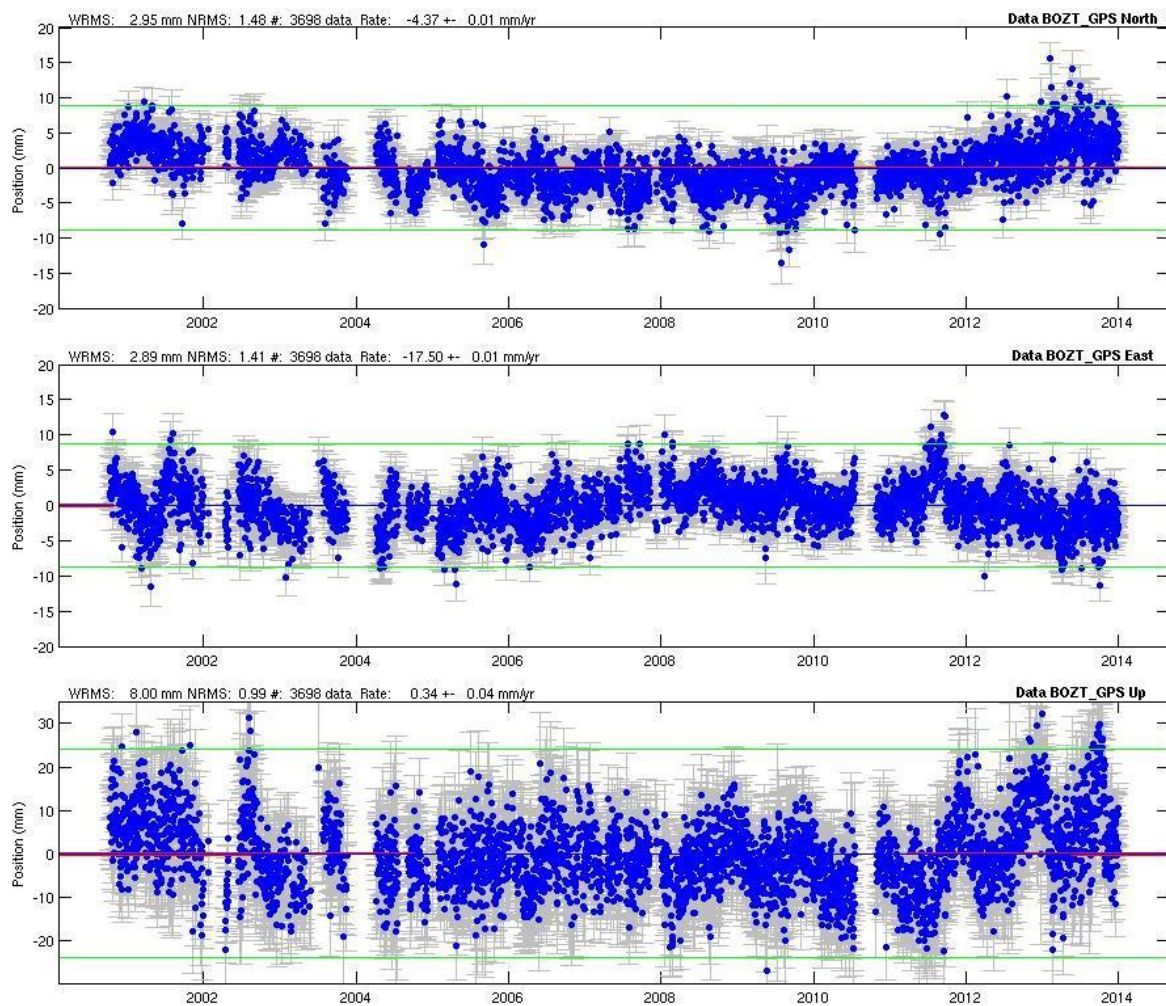 WRMS: 2.95 mm NRMS: 1.48 #: 3698 data Rate: -4.37 +- 0.01 mm/yr Data BOZT_GPS North
20
15
10
5
0
-5
-10
-15
-20
Position (mm)
2002 2004 2006 2008 2010 2012 2014
WRMS: 2.89 mm NRMS: 1.41 #: 3698 data Rate: -17.50 +- 0.01 mm/yr Data BOZT_GPS East
20
15
10
5
0
-5
-10
-15
-20
Position (mm)
2002 2004 2006 2008 2010 2012 2014
WRMS: 8.00 mm NRMS: 0.99 #: 3698 data Rate: 0.34 +- 0.04 mm/yr Data BOZT_GPS Up
30
20
10
0
-10
-20
Position (mm)
2002 2004 2006 2008 2010 2012 2014